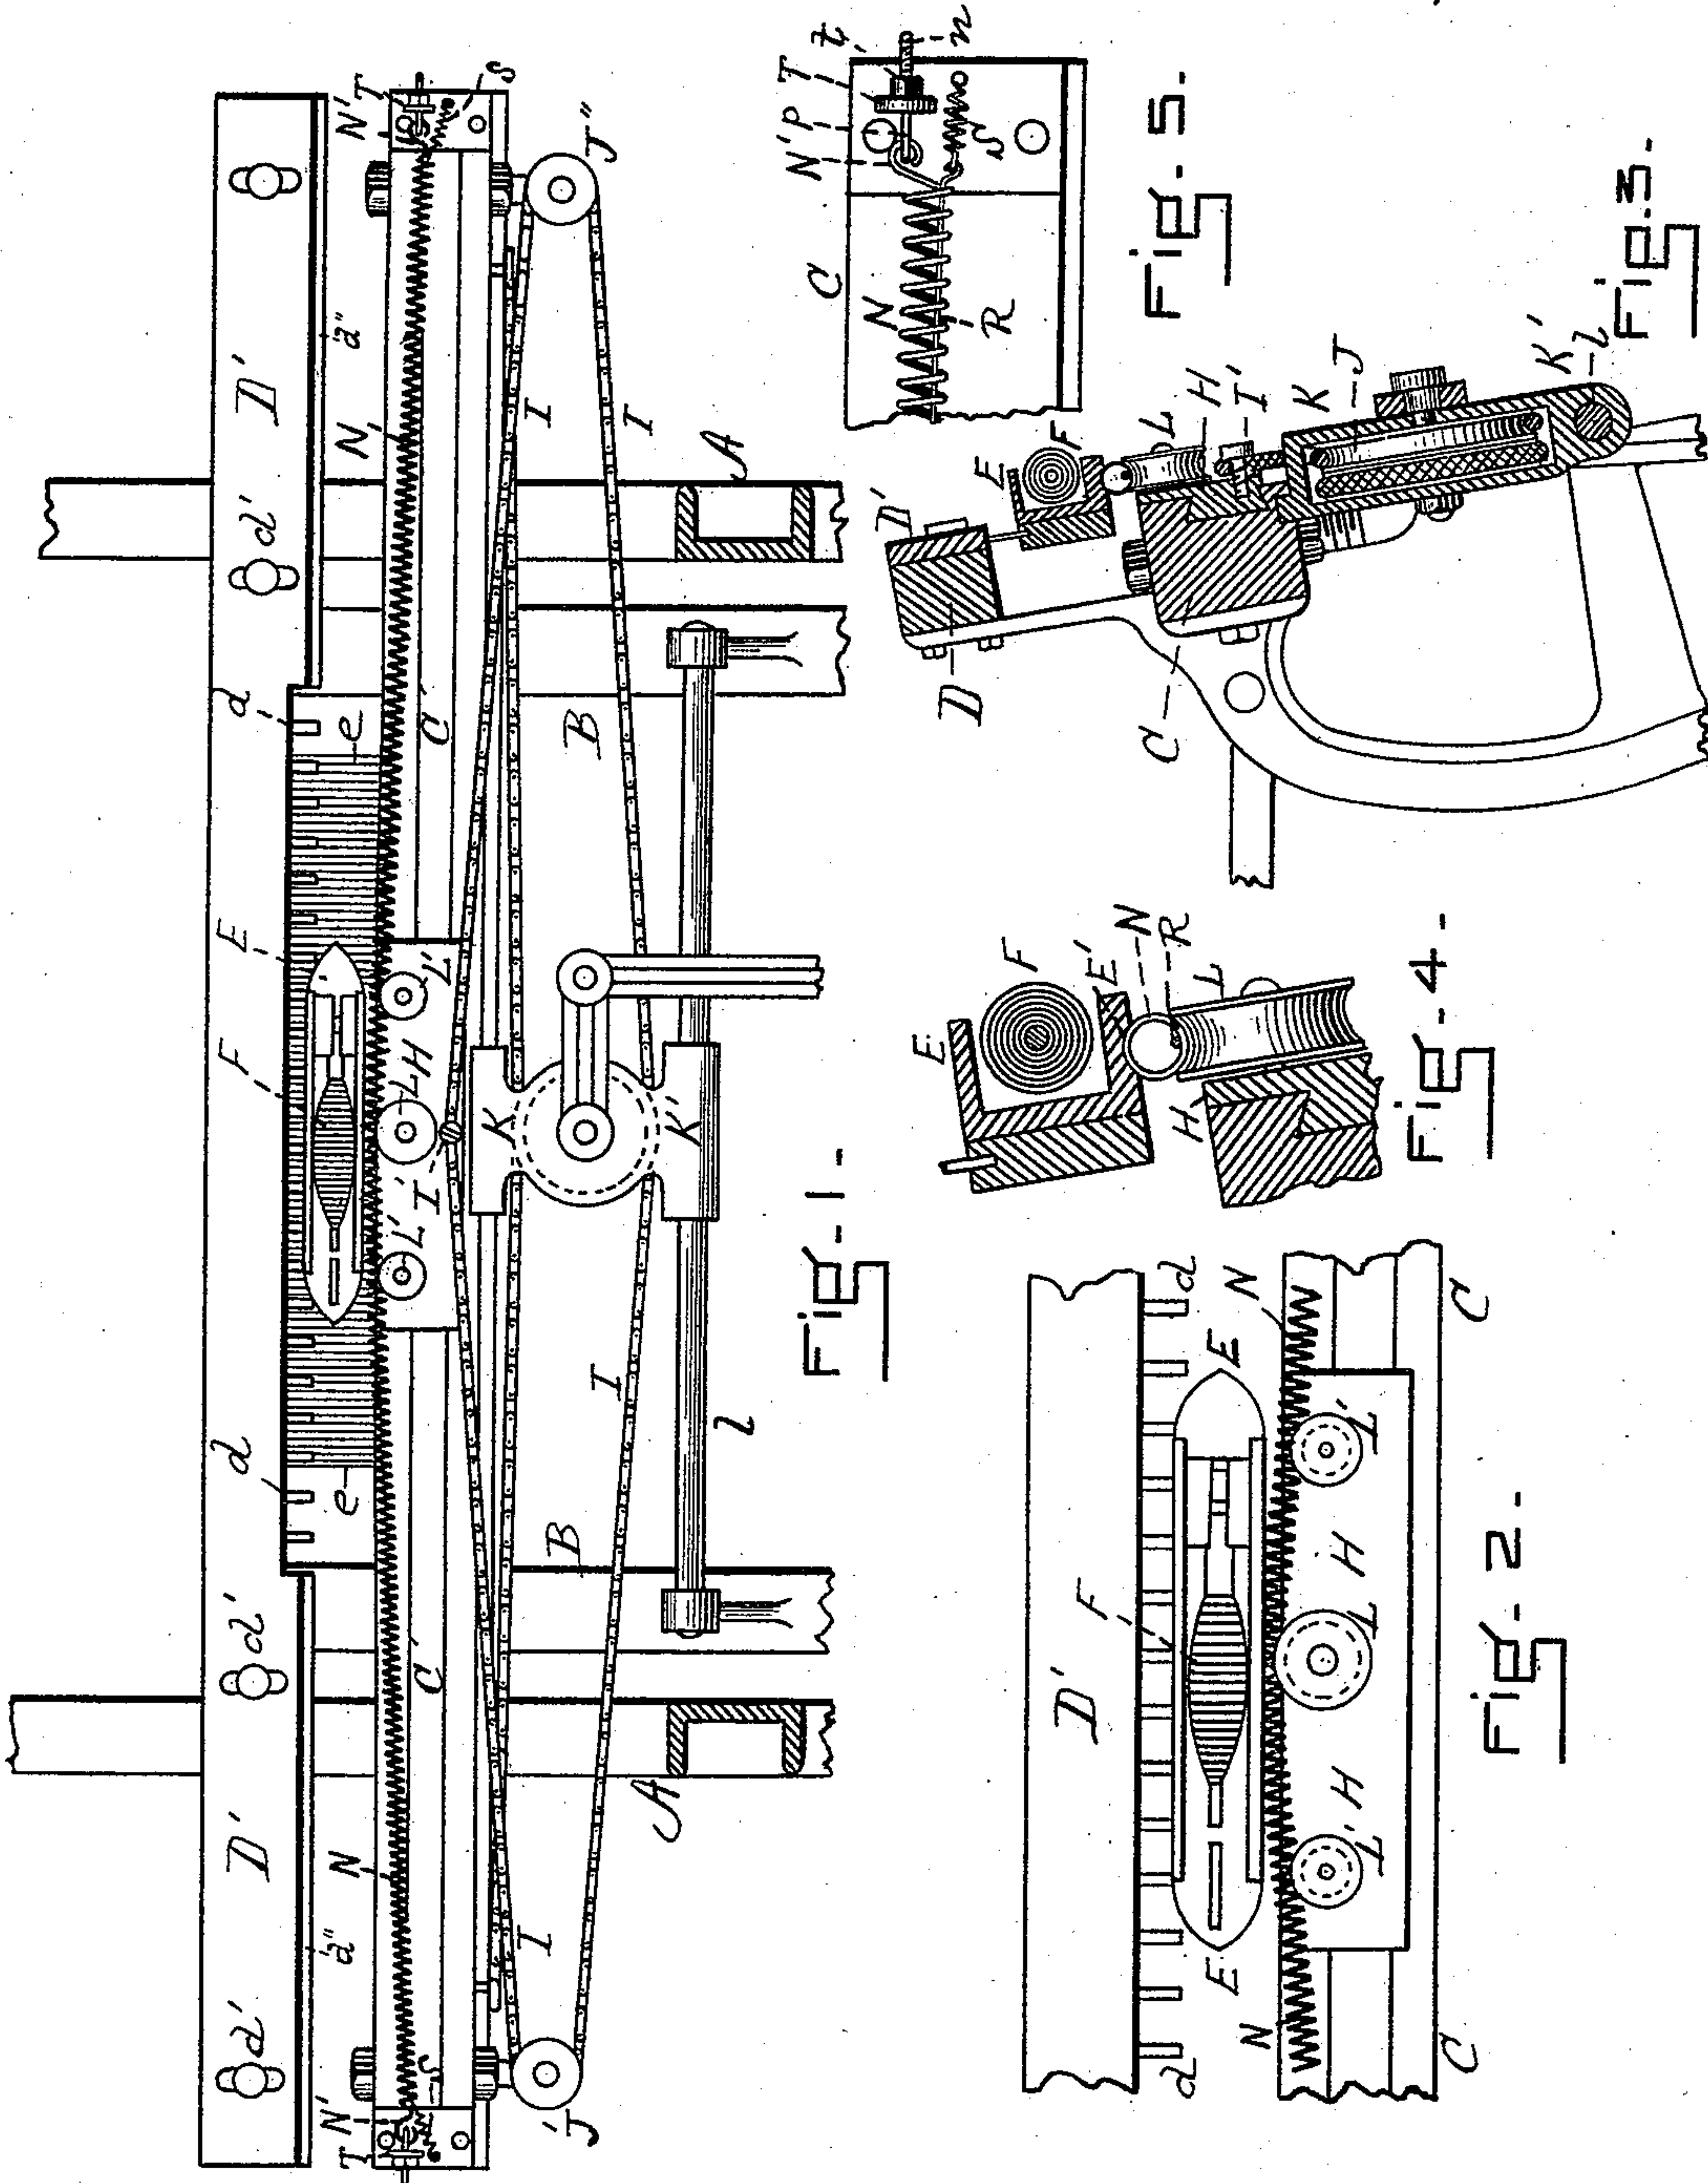 D'
d'
d'
D'
d'
d'
d''
d''
d
d
E
F
e
e
N'
T
S
N
N
N'
T
S
C
C
L'
L
H
L'
I'
I
I
I
I
B
B
J'
J''
K
K'
A
A
l
Fig-1-
D'
F
d
d
E
E
N
N
L'
L
L'
H
H
C
C
Fig-2-
D'
D
E
F
L
H
I'
C
K
J
K'
l
Fig.3.
E
F
E'
N
R
L
H
Fig-4-
C
N
R
N'
P
T
t
n
S
Fig.5.